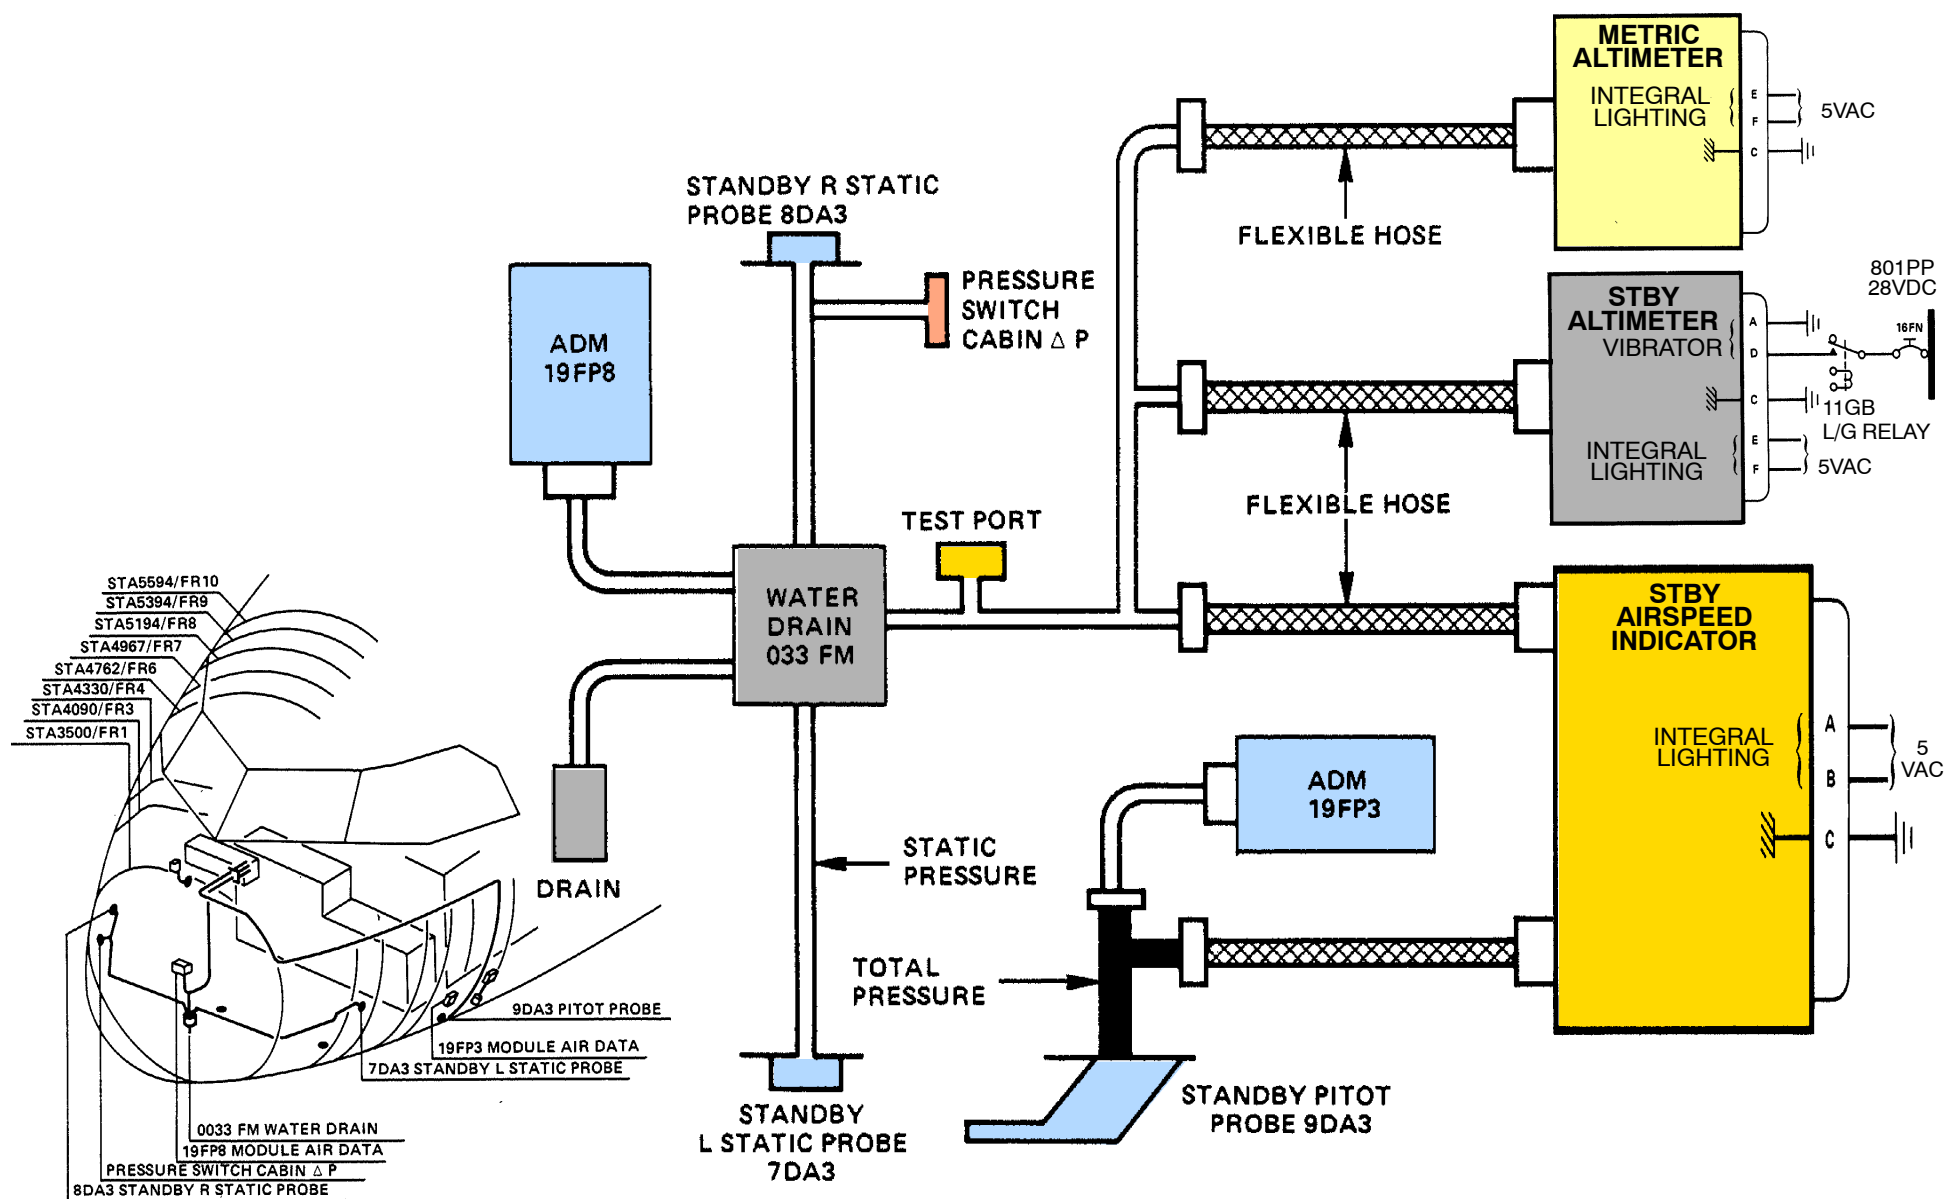 METRIC
ALTIMETER
INTEGRAL
LIGHTING
E
F
C
5VAC
STANDBY R STATIC
PROBE 8DA3
FLEXIBLE HOSE
PRESSURE
SWITCH
CABIN Δ P
ADM
19FP8
STBY
ALTIMETER
VIBRATOR
A
D
C
E
F
INTEGRAL
LIGHTING
5VAC
801PP
28VDC
16FN
11GB
L/G RELAY
FLEXIBLE HOSE
TEST PORT
WATER
DRAIN
033 FM
STBY
AIRSPEED
INDICATOR
INTEGRAL
LIGHTING
A
B
C
5
VAC
ADM
19FP3
DRAIN
STATIC
PRESSURE
TOTAL
PRESSURE
STANDBY
L STATIC PROBE
7DA3
STANDBY PITOT
PROBE 9DA3
STA5594/FR10
STA5394/FR9
STA5194/FR8
STA4967/FR7
STA4762/FR6
STA4330/FR4
STA4090/FR3
STA3500/FR1
9DA3 PITOT PROBE
19FP3 MODULE AIR DATA
7DA3 STANDBY L STATIC PROBE
0033 FM WATER DRAIN
19FP8 MODULE AIR DATA
PRESSURE SWITCH CABIN Δ P
8DA3 STANDBY R STATIC PROBE